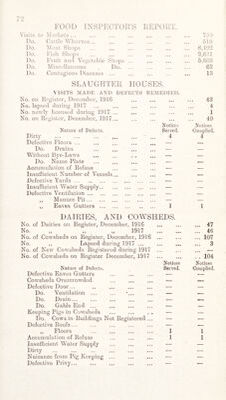 72
FOOD INSPECTOR'S REPORT.
Visits to Markets ... 759
Do. Cattle Wharves ... 515
Do. Meat Shops ... 6,192
Do. Fish Shops ... 2,611
Do. Fruit and Vegetable Shops ... 5,603
Do. Miscellaneous Do. ... 62
Do. Contagious Diseases ... 13
SLAUGHTER HOUSES.
VISITS MADE AND DEFECTS REMEDIED.
No. on Register, December, 1916 ... 43
No. lapsed during 1917 ... 4
No. newly licensed during 1917 ... 1
No. on Register, December, 1917 ... 40
Notices Notices
Nature of Defects. Served. Complied.
Dirty ... 4 4
Defective Floors ... — —
Do. Drains ... — —
Without Bye-Laws ... — —
Do. Name Plate ... — —
Accumulation of Refuse ... — —
Insufficient Number of Vessels ... — —
Defective Yards ... — —
Insufficient Water Supply ... — —
Defective Ventilation ... — —
„ Manure Pit ... — —
„ Eaves Gutters ... 1 1
DAIRIES, AND COWSHEDS.
No. of Dairies on Register, December, 1916 ... 47
No. „ „ 1917 ... 46
No. of Cowsheds on Register, December, 1916 ... 107
No. „ Lapsed during 1917 ... 3
No. of New Cowsheds Registered during 1917 ... —
No. of Cowsheds on Register December, 1917 ... 104
Notices Notices
Nature of Defects. Served. Complied.
Defective Eaves Gutters ... — —
Cowsheds Overcrowded ... — —
Defective Door ... — —
Do. Ventilation ... — —
Do. Drain ... — —
Do. Gable End ... — —
Keeping Pigs in Cowsheds ... — —
Do. Cows in Buildings Not Registered ... — —
Defective Roofs ... — —
„ Floors ... 1 1
Accumulation of Refuse ... 1 1
Insufficient Water Supply ... — —
Dirty ... — —
Nuisance from Pig Keeping ... — —
Defective Privy ... — —